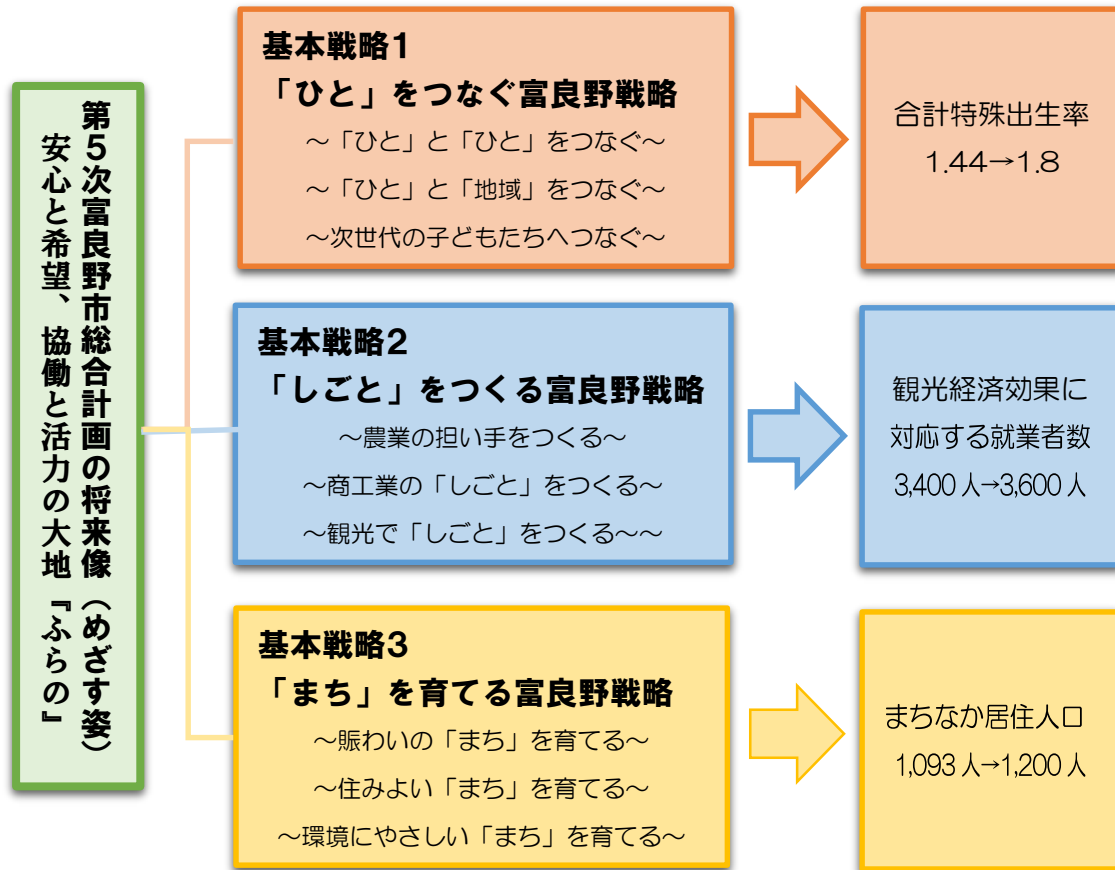 第5次富良野市総合計画の将来像（めざす姿）
安心と希望、協働と活力の大地『ふらの』
基本戦略1
「ひと」をつなぐ富良野戦略
～「ひと」と「ひと」をつなぐ～
～「ひと」と「地域」をつなぐ～
～次世代の子どもたちへつなぐ～
合計特殊出生率
1.44→1.8
基本戦略2
「しごと」をつくる富良野戦略
～農業の担い手をつくる～
～商工業の「しごと」をつくる～
～観光で「しごと」をつくる～～
観光経済効果に
対応する就業者数
3,400人→3,600人
基本戦略3
「まち」を育てる富良野戦略
～賑わいの「まち」を育てる～
～住みよい「まち」を育てる～
～環境にやさしい「まち」を育てる～
まちなか居住人口
1,093人→1,200人